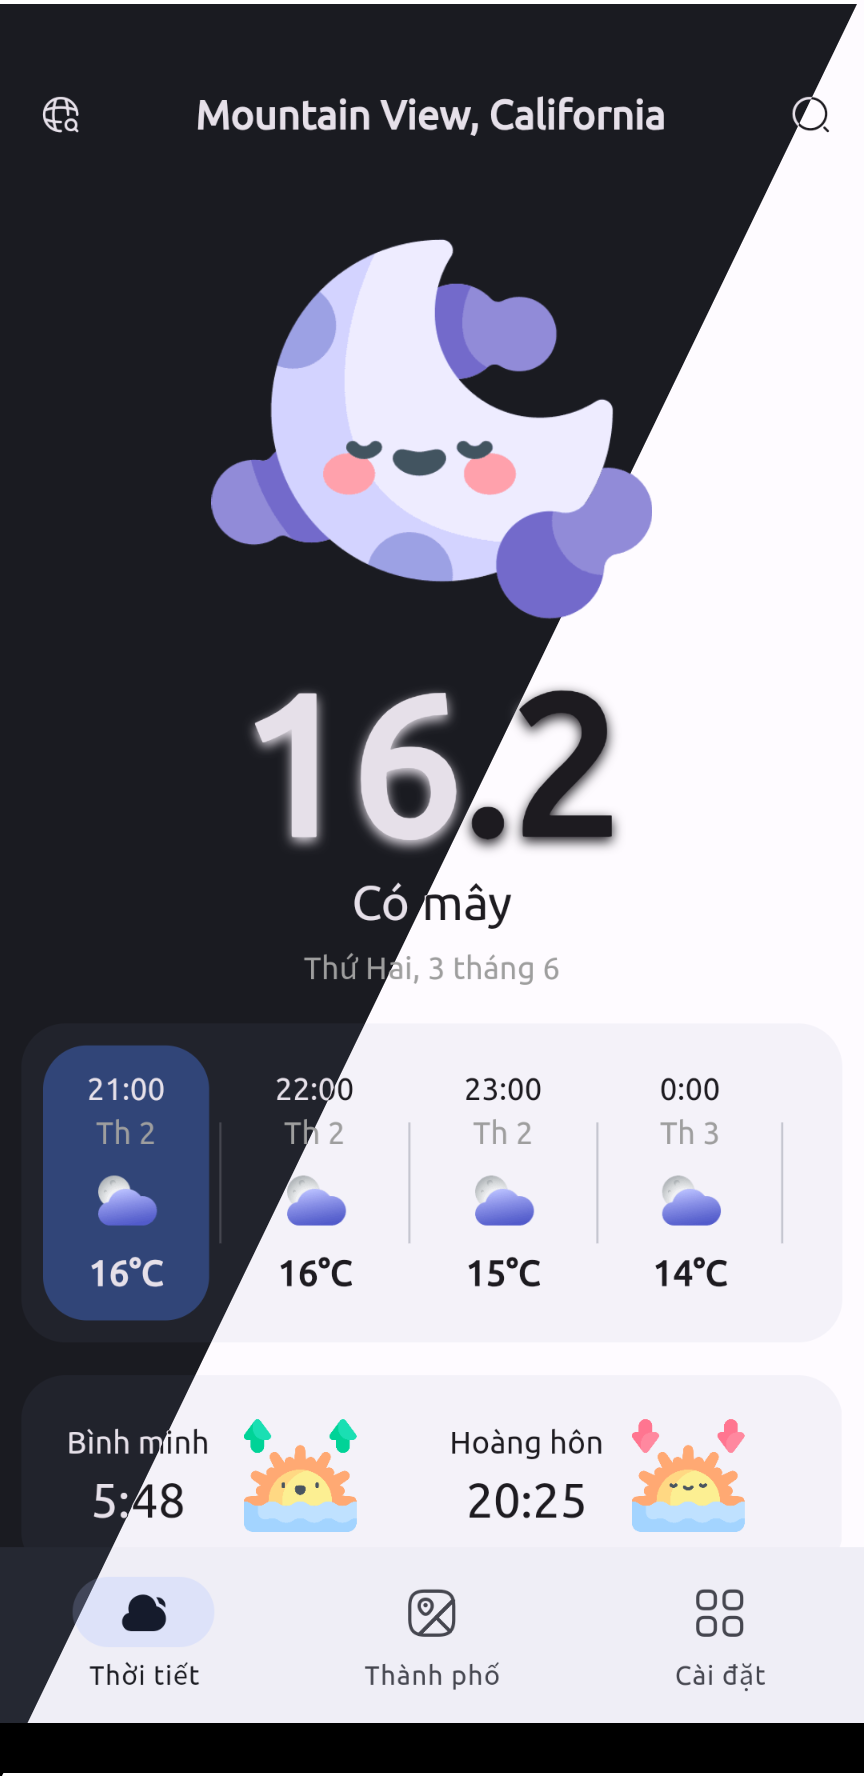 Mountain View, California
16.2
Có mây
Thứ Hai, 3 tháng 6
21:00 22:00 23:00 0:00
Th 2 Th 2 Th 2 Th 3
16°C 16°C 15°C 14°C
Bình minh Hoàng hôn
5:48 20:25
Thời tiết Thành phố Cài đặt